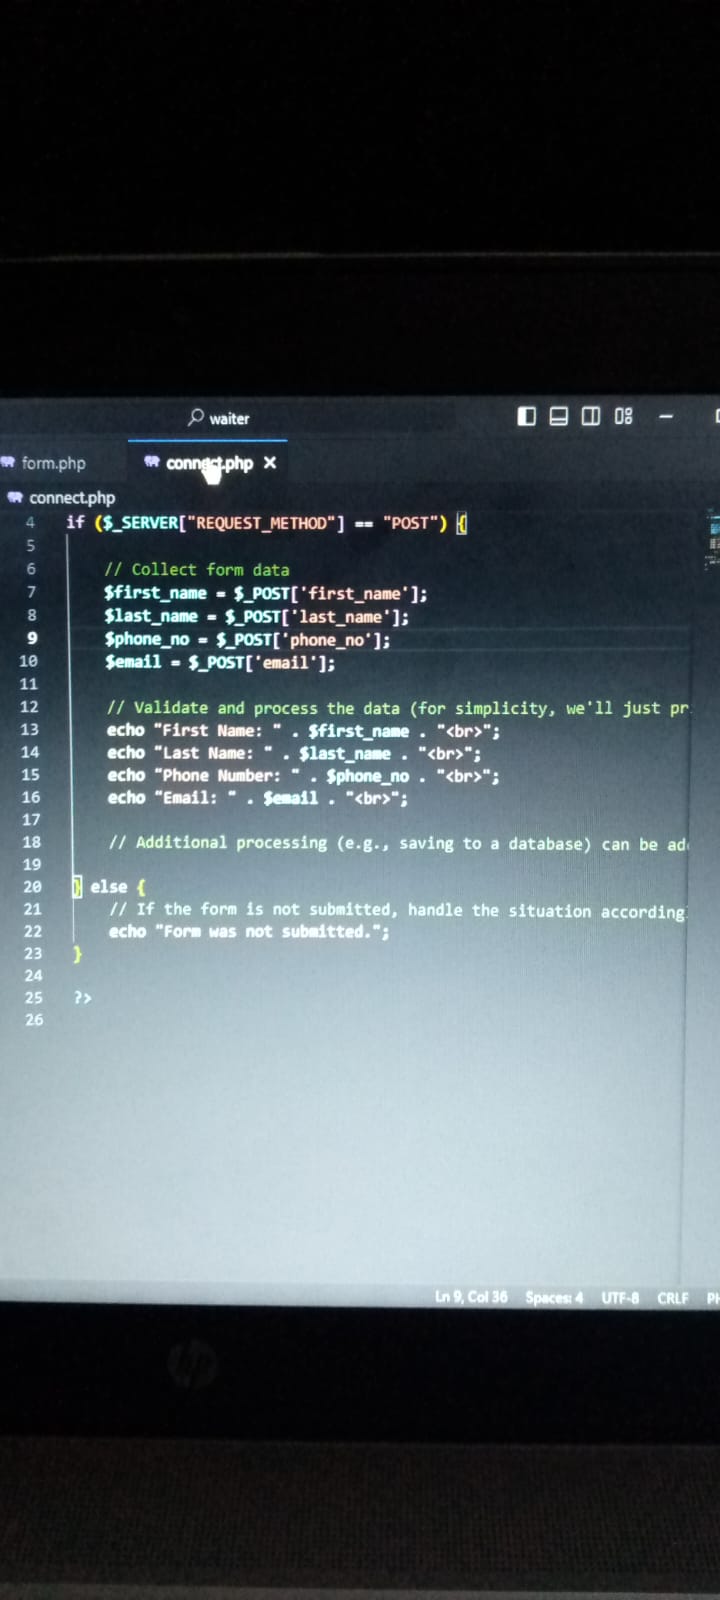 waiter
form.php
connect.php
connect.php
4 if ($_SERVER["REQUEST_METHOD"] == "POST") {
5
6 // Collect form data
7 $first_name = $_POST['first_name'];
8 $last_name = $_POST['last_name'];
9 $phone_no = $_POST['phone_no'];
10 $email = $_POST['email'];
11
12 // Validate and process the data (for simplicity, we'll just pr
13 echo "First Name: " . $first_name . "<br>";
14 echo "Last Name: " . $last_name . "<br>";
15 echo "Phone Number: " . $phone_no . "<br>";
16 echo "Email: " . $email . "<br>";
17
18 // Additional processing (e.g., saving to a database) can be ad
19
20 } else {
21 // If the form is not submitted, handle the situation according
22 echo "Form was not submitted.";
23 }
24
25 ?>
26
Ln 9, Col 36 Spaces: 4 UTF-8 CRLF PH
hp